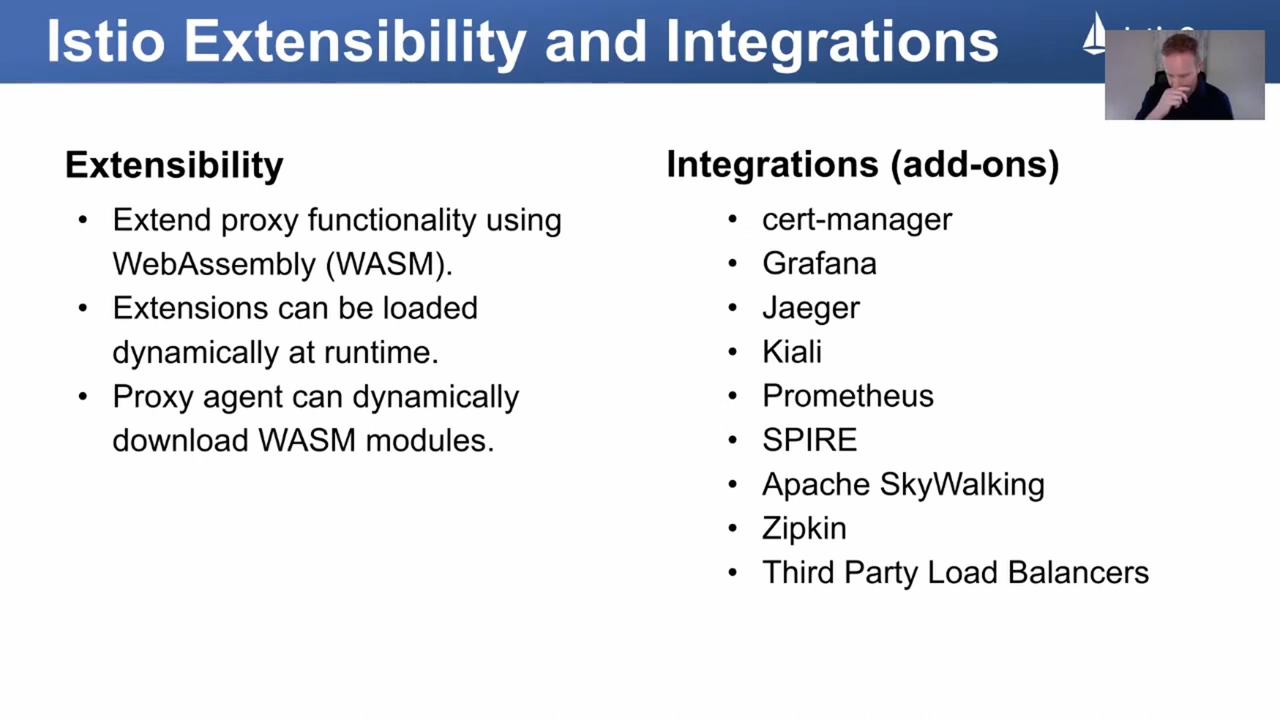 Istio Extensibility and Integrations
Extensibility
• Extend proxy functionality using
WebAssembly (WASM).
• Extensions can be loaded
dynamically at runtime.
• Proxy agent can dynamically
download WASM modules.
Integrations (add-ons)
• cert-manager
• Grafana
• Jaeger
• Kiali
• Prometheus
• SPIRE
• Apache SkyWalking
• Zipkin
• Third Party Load Balancers